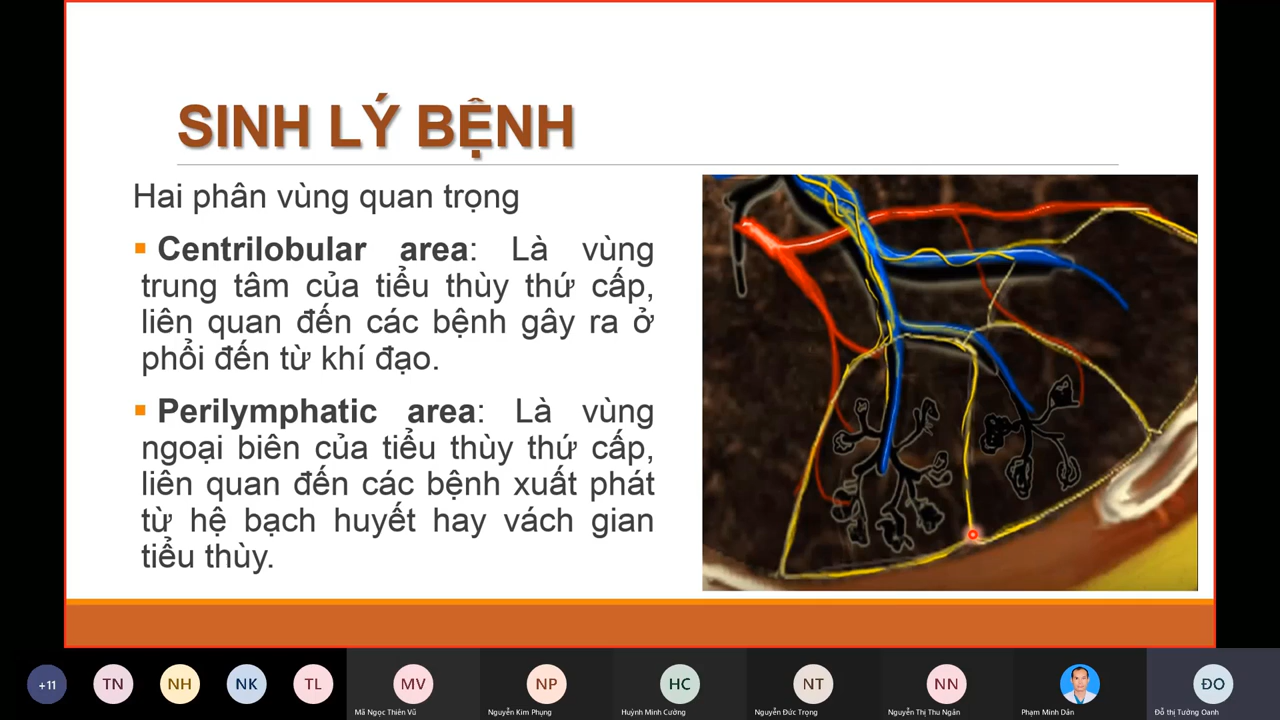 SINH LÝ BỆNH
Hai phân vùng quan trọng
Centrilobular area: Là vùng
trung tâm của tiểu thùy thứ cấp,
liên quan đến các bệnh gây ra ở
phổi đến từ khí đạo.
Perilymphatic area: Là vùng
ngoại biên của tiểu thùy thứ cấp,
liên quan đến các bệnh xuất phát
từ hệ bạch huyết hay vách gian
tiểu thùy.
+11 TN NH NK TL MV NP HC NT NN ĐO
Mã Ngọc Thiên Vũ Nguyễn Kim Phụng Huỳnh Minh Cường Nguyễn Đức Trọng Nguyễn Thị Thu Ngân Phạm Minh Dân Đỗ thị Tường Oanh